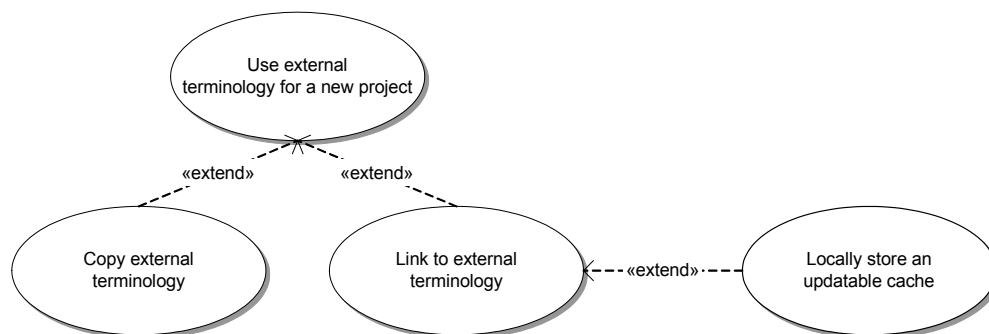 Use external
terminology for a new project
«extend»
«extend»
Copy external
terminology
Link to external
terminology
«extend»
Locally store an
updatable cache